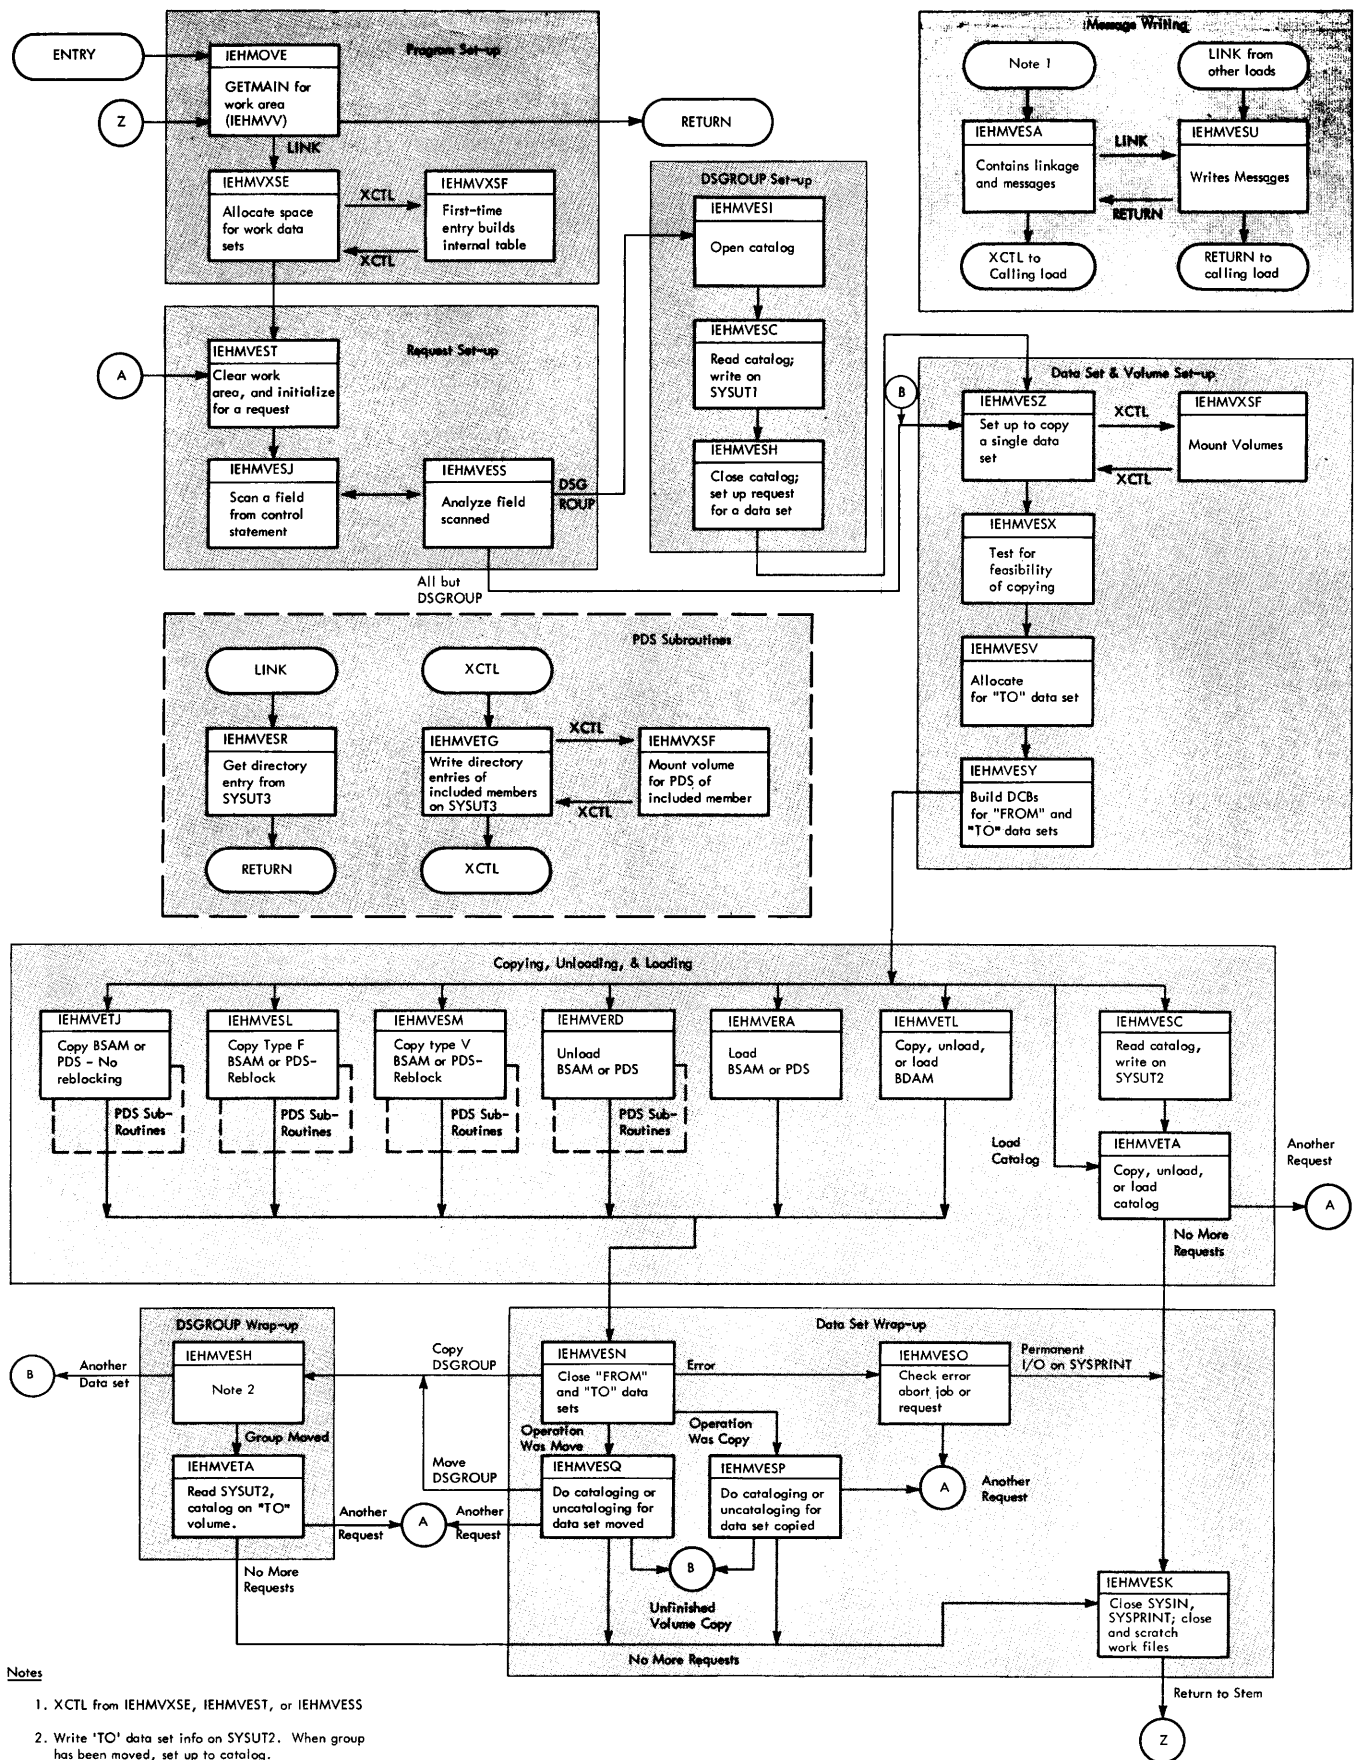 Program Set-up
ENTRY
IEHMOVE
GETMAIN for
work area
(IEHMVV)
Z
RETURN
LINK
IEHMVXSE
Allocate space
for work data
sets
XCTL
XCTL
IEHMVXSF
First-time
entry builds
internal table
Message Writing
Note 1
LINK from
other loads
IEHMVESA
Contains linkage
and messages
LINK
RETURN
IEHMVESU
Writes Messages
XCTL to
Calling load
RETURN to
calling load
DSGROUP Set-up
IEHMVESI
Open catalog
IEHMVESC
Read catalog;
write on
SYSUT1
IEHMVESH
Close catalog;
set up request
for a data set
Request Set-up
A
IEHMVEST
Clear work
area, and initialize
for a request
IEHMVESJ
Scan a field
from control
statement
IEHMVESS
Analyze field
scanned
DSG
ROUP
All but
DSGROUP
Data Set & Volume Set-up
B
IEHMVESZ
Set up to copy
a single data
set
XCTL
XCTL
IEHMVXSF
Mount Volumes
IEHMVESX
Test for
feasibility
of copying
IEHMVESV
Allocate
for "TO" data set
IEHMVESY
Build DCBs
for "FROM" and
"TO" data sets
PDS Subroutines
LINK
XCTL
IEHMVESR
Get directory
entry from
SYSUT3
RETURN
IEHMVETG
Write directory
entries of
included members
on SYSUT3
XCTL
XCTL
XCTL
IEHMVXSF
Mount volume
for PDS of
included member
Copying, Unloading, & Loading
IEHMVETJ
Copy BSAM or
PDS - No
reblocking
PDS Sub-
Routines
IEHMVESL
Copy Type F
BSAM or PDS-
Reblock
PDS Sub-
Routines
IEHMVESM
Copy type V
BSAM or PDS-
Reblock
PDS Sub-
Routines
IEHMVERD
Unload
BSAM or PDS
PDS Sub-
Routines
IEHMVERA
Load
BSAM or PDS
IEHMVETL
Copy, unload,
or load
BDAM
IEHMVESC
Read catalog,
write on
SYSUT2
Load
Catalog
IEHMVETA
Copy, unload,
or load
catalog
Another
Request
A
No More
Requests
DSGROUP Wrap-up
B
Another
Data set
IEHMVESH
Note 2
Group Moved
IEHMVETA
Read SYSUT2,
catalog on "TO"
volume.
Another
Request
A
Another
Request
No More
Requests
Copy
DSGROUP
Move
DSGROUP
Data Set Wrap-up
IEHMVESN
Close "FROM"
and "TO" data
sets
Error
IEHMVESO
Check error
abort job or
request
Permanent
I/O on SYSPRINT
Operation
Was Move
Operation
Was Copy
IEHMVESQ
Do cataloging or
uncataloging for
data set moved
IEHMVESP
Do cataloging or
uncataloging for
data set copied
A
Another
Request
B
Unfinished
Volume Copy
No More Requests
IEHMVESK
Close SYSIN,
SYSPRINT; close
and scratch
work files
Return to Stem
Z
Notes
1. XCTL from IEHMVXSE, IEHMVEST, or IEHMVESS
2. Write 'TO' data set info on SYSUT2. When group
has been moved, set up to catalog.